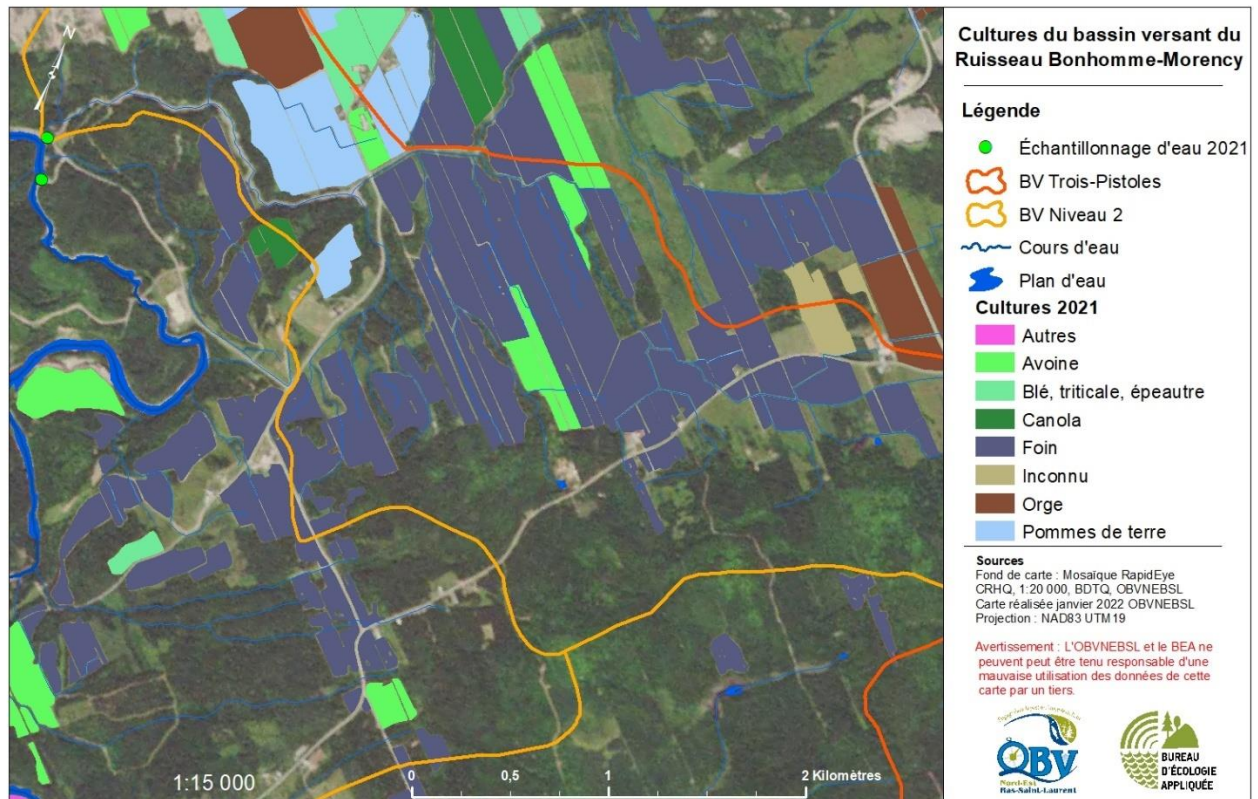 Cultures du bassin versant du
Ruisseau Bonhomme-Morency
Légende
Échantillonnage d'eau 2021
BV Trois-Pistoles
BV Niveau 2
Cours d'eau
Plan d'eau
Cultures 2021
Autres
Avoine
Blé, triticale, épeautre
Canola
Foin
Inconnu
Orge
Pommes de terre
Sources
Fond de carte : Mosaïque RapidEye
CRHQ, 1:20 000, BDTQ, OBVNEBSL
Carte réalisée janvier 2022 OBVNEBSL
Projection : NAD83 UTM19
Avertissement : L'OBVNEBSL et le BEA ne
peuvent peut être tenu responsable d'une
mauvaise utilisation des données de cette
carte par un tiers.
OBV
Nord-Est
Bas-Saint-Laurent
BUREAU
D'ÉCOLOGIE
APPLIQUÉE
N
1:15 000
0 0,5 1 2 Kilomètres